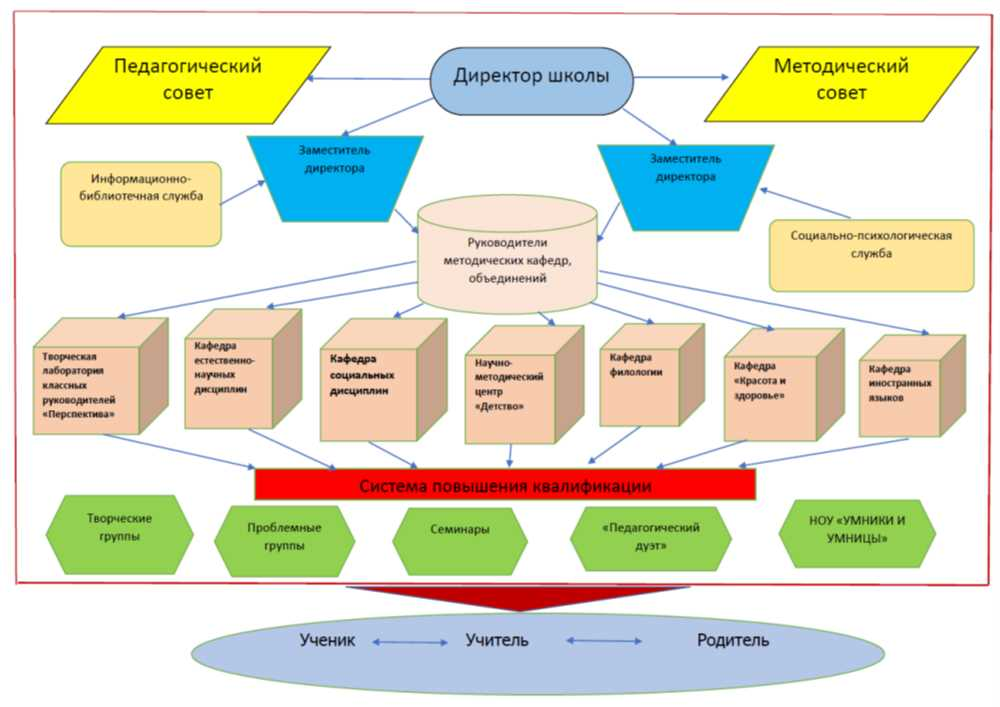 Педагогический
совет
Директор школы
Методический
совет
Заместитель
директора
Заместитель
директора
Информационно-
библиотечная служба
Социально-психологическая
служба
Руководители
методических кафедр,
объединений
Творческая
лаборатория
классных
руководителей
«Перспектива»
Кафедра
естественно-
научных
дисциплин
Кафедра
социальных
дисциплин
Научно-
методический
центр
«Детство»
Кафедра
филологии
Кафедра
«Красота и
здоровье»
Кафедра
иностранных
языков
Система повышения квалификации
Творческие
группы
Проблемные
группы
Семинары
«Педагогический
дуэт»
НОУ «УМНИКИ И
УМНИЦЫ»
Ученик
Учитель
Родитель